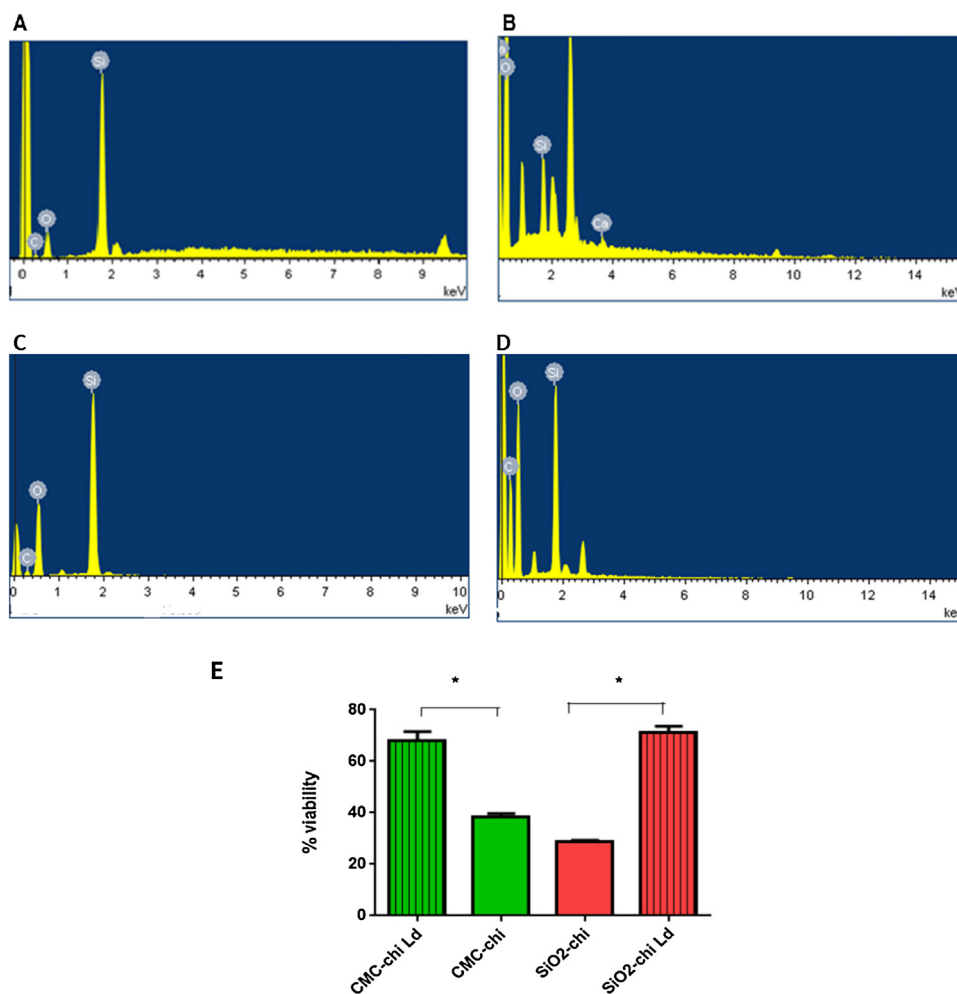 A
Si
O
C
0 1 2 3 4 5 6 7 8 9
keV
B
O
Si
Ca
2 4 6 8 10 12 14
keV
C
Si
O
C
0 1 2 3 4 5 6 7 8 9 10
keV
D
Si
O
C
0 2 4 6 8 10 12 14
ke
E
* *
80
60
40
20
0
% viability
CMC-chi Ld
CMC-chi
SiO2-chi
SiO2-chi Ld